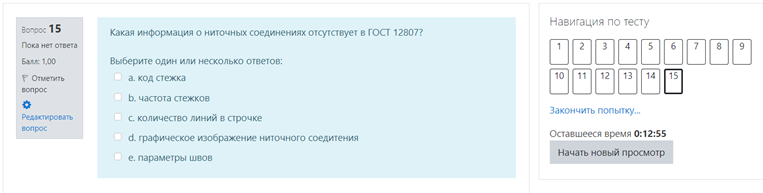 Вопрос 15
Пока нет ответа
Балл: 1,00
Отметить вопрос
Редактировать вопрос
Какая информация о ниточных соединениях отсутствует в ГОСТ 12807?
Выберите один или несколько ответов:
a. код стежка
b. частота стежков
c. количество линий в строчке
d. графическое изображение ниточного соедитения
e. параметры швов
Навигация по тесту
1 2 3 4 5 6 7 8 9
10 11 12 13 14 15
Закончить попытку...
Оставшееся время 0:12:55
Начать новый просмотр